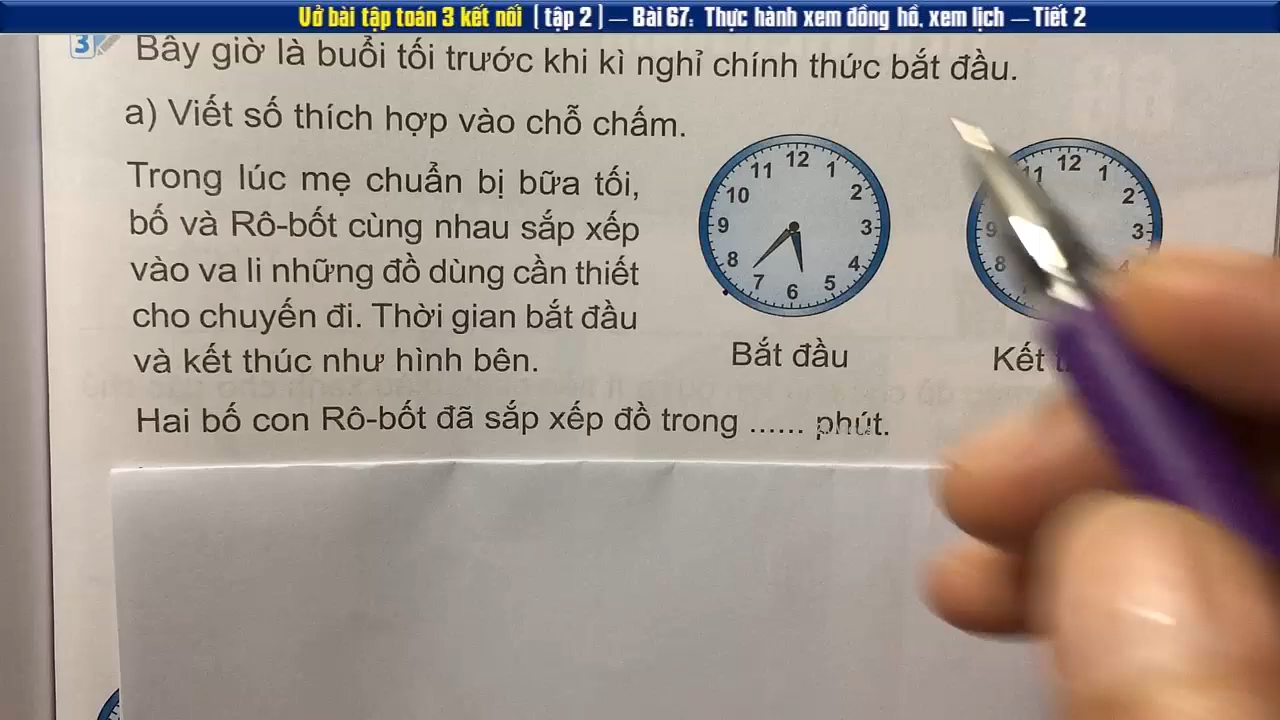 Vở bài tập toán 3 kết nối ( tập 2 ) – Bài 67: Thực hành xem đồng hồ, xem lịch – Tiết 2
3 Bây giờ là buổi tối trước khi kì nghỉ chính thức bắt đầu.
a) Viết số thích hợp vào chỗ chấm.
Trong lúc mẹ chuẩn bị bữa tối,
bố và Rô-bốt cùng nhau sắp xếp
vào va li những đồ dùng cần thiết
cho chuyến đi. Thời gian bắt đầu
và kết thúc như hình bên.
12 1 2 3 4 5 6 7 8 9 10 11
Bắt đầu
12 1 2 3 4 8 9 11
Kết
Hai bố con Rô-bốt đã sắp xếp đồ trong ...... phút.